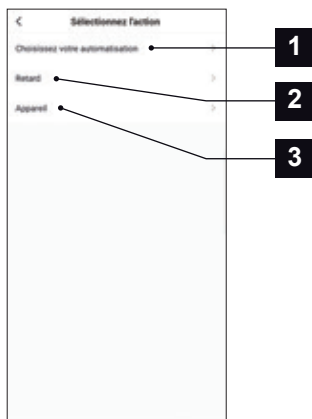 Sélectionnez l'action
Choisissez votre automatisation
1
Retard
2
Appareil
3